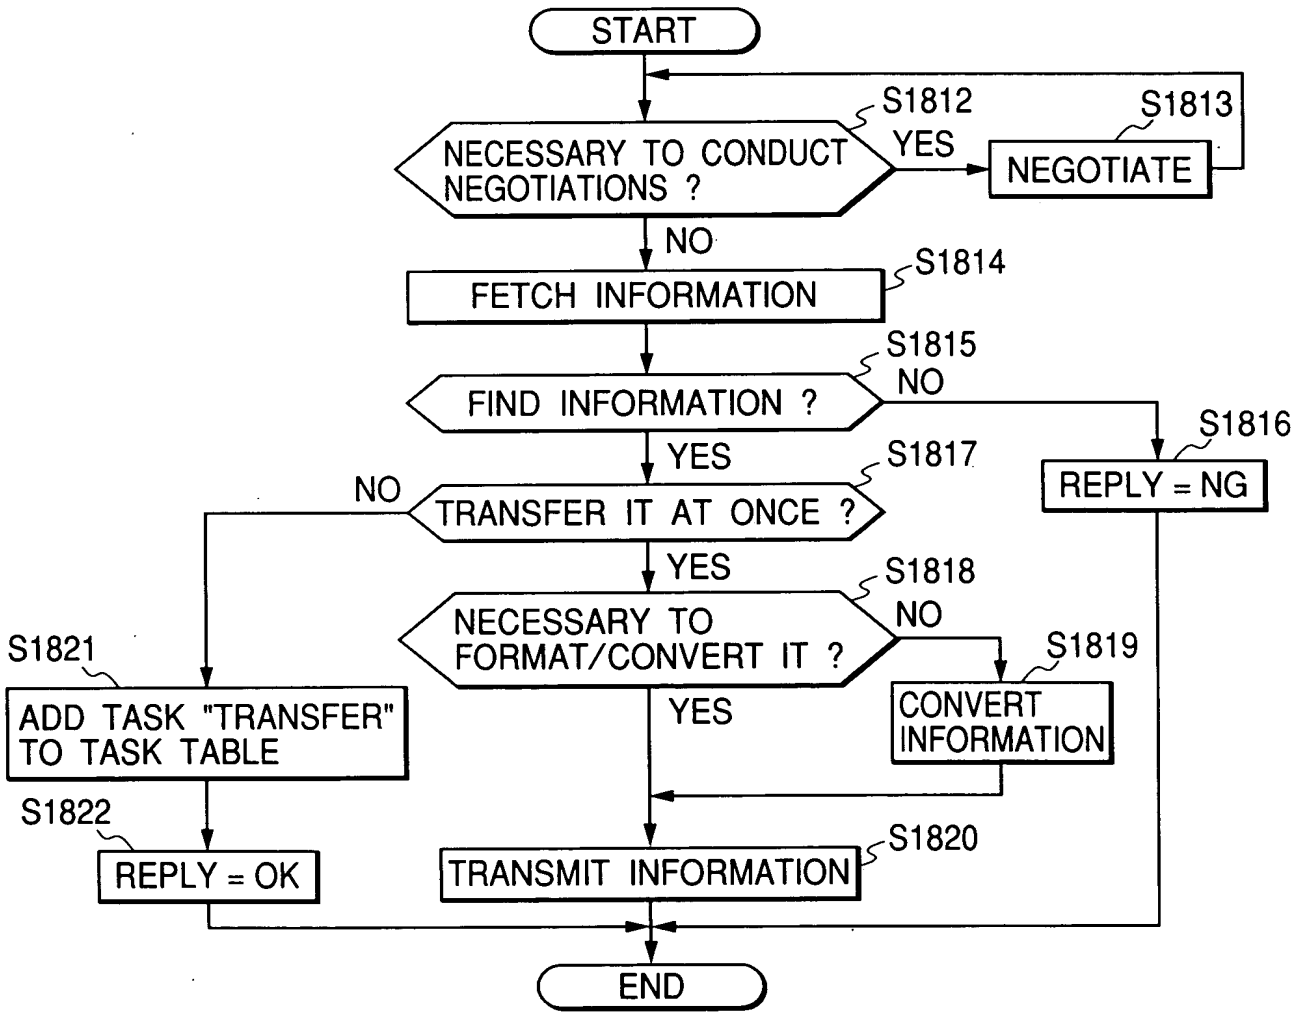 START
S1812
NECESSARY TO CONDUCT
NEGOTIATIONS ?
YES
S1813
NEGOTIATE
NO
S1814
FETCH INFORMATION
S1815
FIND INFORMATION ?
NO
S1816
REPLY = NG
YES
S1817
TRANSFER IT AT ONCE ?
NO
YES
S1818
NECESSARY TO
FORMAT/CONVERT IT ?
NO
S1819
CONVERT
INFORMATION
YES
S1821
ADD TASK "TRANSFER"
TO TASK TABLE
S1822
REPLY = OK
S1820
TRANSMIT INFORMATION
END